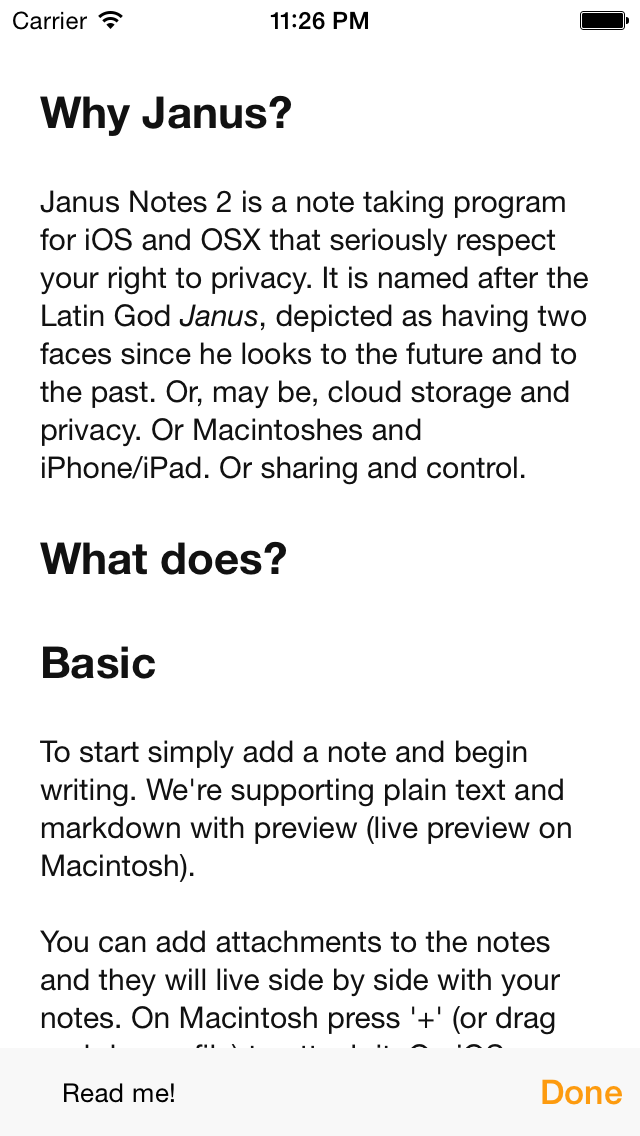 Carrier 11:26 PM
Why Janus?
Janus Notes 2 is a note taking program
for iOS and OSX that seriously respect
your right to privacy. It is named after the
Latin God Janus, depicted as having two
faces since he looks to the future and to
the past. Or, may be, cloud storage and
privacy. Or Macintoshes and
iPhone/iPad. Or sharing and control.
What does?
Basic
To start simply add a note and begin
writing. We're supporting plain text and
markdown with preview (live preview on
Macintosh).
You can add attachments to the notes
and they will live side by side with your
notes. On Macintosh press '+' (or drag
Read me! Done